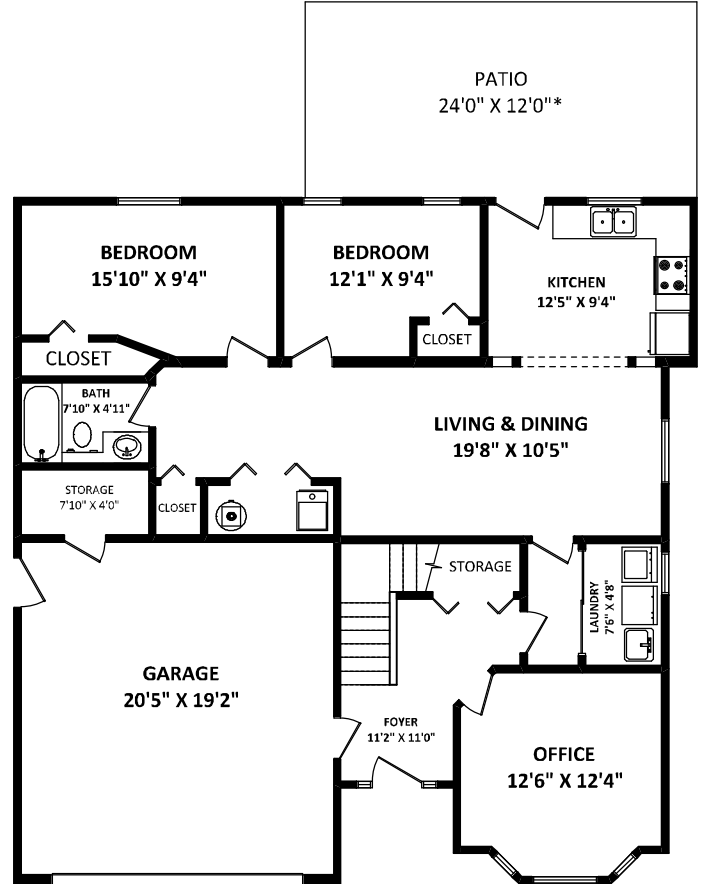 PATIO
24'0" X 12'0"*
BEDROOM
15'10" X 9'4"
BEDROOM
12'1" X 9'4"
KITCHEN
12'5" X 9'4"
CLOSET
CLOSET
BATH
7'10" X 4'11"
LIVING & DINING
19'8" X 10'5"
STORAGE
7'10" X 4'0"
CLOSET
STORAGE
LAUNDRY
7'6" X 4'8"
GARAGE
20'5" X 19'2"
FOYER
11'2" X 11'0"
OFFICE
12'6" X 12'4"